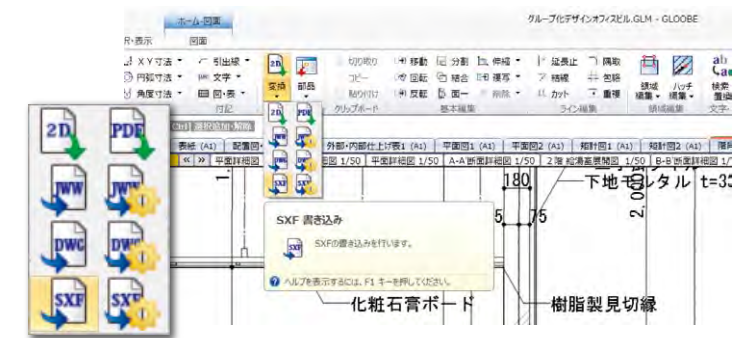 ホーム-図面
グループ化デザインオフィスビル.GLM - GLOOBE
択・表示 図面
XY寸法 引出線 2D 切り取り 移動 分割 伸縮 延長止 隅取 ab
円弧寸法 文字 変換 部品 コピー 回転 結合 複写 結線 包絡 領域編集 ハッチ編集 検索置換
角度寸法 図・表 貼り付け 反転 面一 削除 カット 重複
付記 クリップボード 基本編集 ライン編集 領域編集 文字
2D PDF
Ctrl 選択追加・解除
表紙 (A1) 配置図 外部・内部仕上げ表1 (A1) 平面図1 (A1) 平面図2 (A1) 矩計図1 (A1) 矩計図2 (A1)
平面詳細図 1/50 平面詳細図 1/50 A-A'断面詳細図 1/50 2階 給湯室展開図 1/50 B-B'断面詳細図
JWW JWW
DWG DWG
SXF SXF
180
下地モルタル t=35
2,000
5 75
SXF 書き込み
SXFの書き込みを行います。
ヘルプを表示するには、F1 キーを押してください。
化粧石膏ボード
樹脂製見切縁